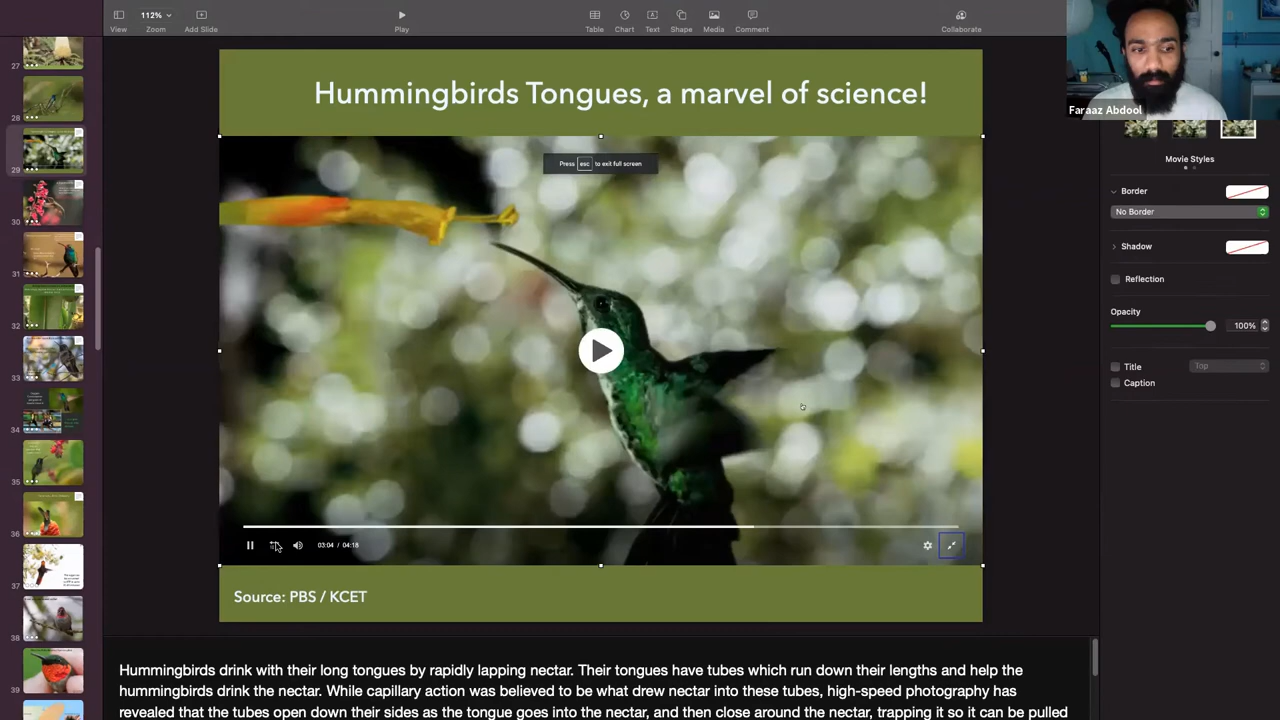 112%
View
Zoom
Add Slide
Play
Table
Chart
Text
Shape
Media
Comment
Collaborate
Faraaz Abdool
27
28
29
30
31
32
33
34
35
36
37
38
39
Hummingbirds Tongues, a marvel of science!
Press esc to exit full screen
03:04 / 04:18
Source: PBS / KCET
Movie Styles
Border
No Border
Shadow
Reflection
Opacity
100%
Title
Top
Caption
Hummingbirds drink with their long tongues by rapidly lapping nectar. Their tongues have tubes which run down their lengths and help the
hummingbirds drink the nectar. While capillary action was believed to be what drew nectar into these tubes, high-speed photography has
revealed that the tubes open down their sides as the tongue goes into the nectar, and then close around the nectar, trapping it so it can be pulled